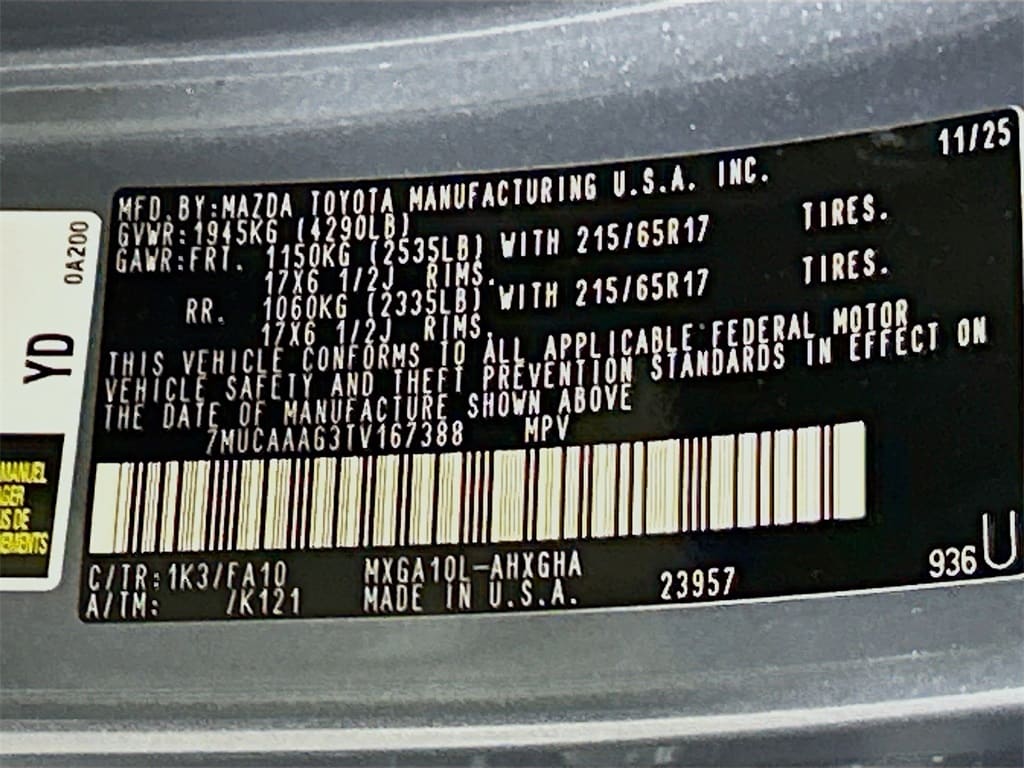 11/25
MFD.BY:MAZDA TOYOTA MANUFACTURING U.S.A. INC.
GVWR:1945KG (4290LB)
GAWR:FRT. 1150KG (2535LB) WITH 215/65R17 TIRES.
17X6 1/2J RIMS.
RR. 1060KG (2335LB) WITH 215/65R17 TIRES.
17X6 1/2J RIMS.
THIS VEHICLE CONFORMS TO ALL APPLICABLE FEDERAL MOTOR
VEHICLE SAFETY AND THEFT PREVENTION STANDARDS IN EFFECT ON
THE DATE OF MANUFACTURE SHOWN ABOVE
7MUCAAAG3TV167388 MPV
C/TR:1K3/FA10 MXGA10L-AHXGHA
A/TM: /K121 MADE IN U.S.A. 23957
936 U
0A200
YD
MANUEL
US DE